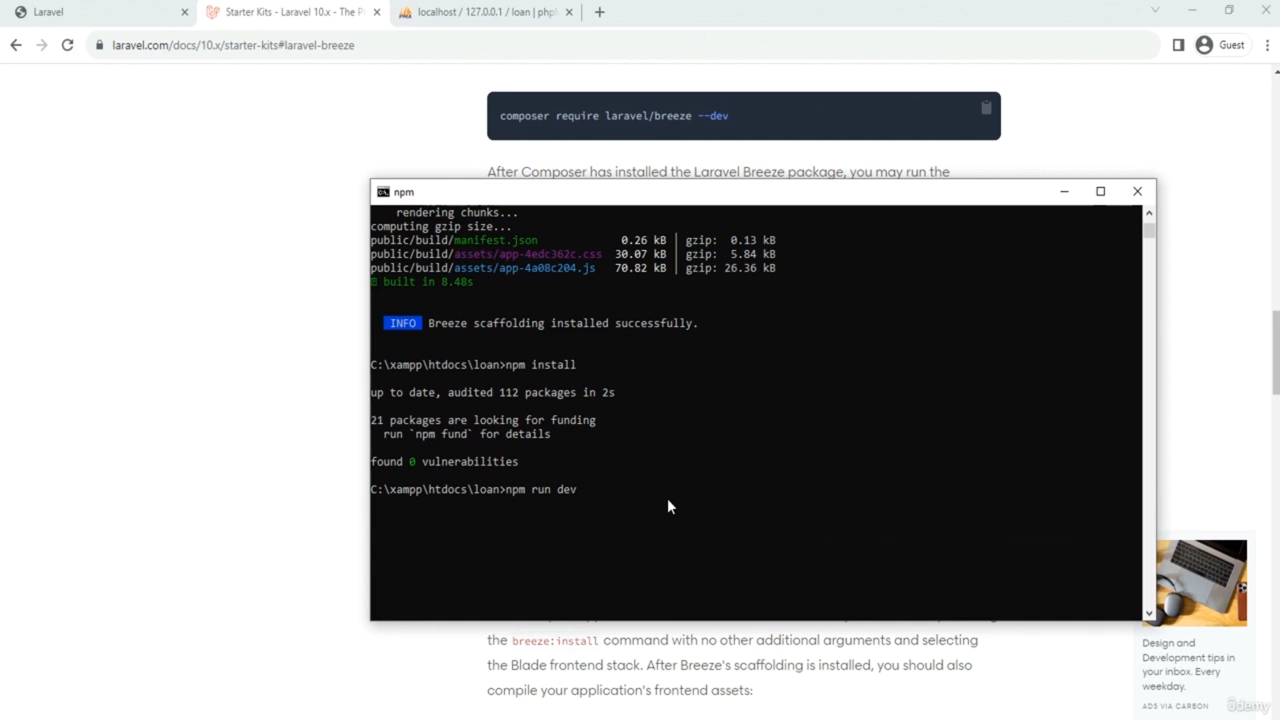 Laravel
Starter Kits - Laravel 10.x - The P
localhost / 127.0.0.1 / loan | php
laravel.com/docs/10.x/starter-kits#laravel-breeze
Guest
composer require laravel/breeze --dev
After Composer has installed the Laravel Breeze package, you may run the
npm
rendering chunks...
computing gzip size...
public/build/manifest.json 0.26 kB │ gzip: 0.13 kB
public/build/assets/app-4edc362c.css 30.07 kB │ gzip: 5.84 kB
public/build/assets/app-4a08c204.js 70.82 kB │ gzip: 26.36 kB
built in 8.48s
INFO Breeze scaffolding installed successfully.
C:\xampp\htdocs\loan>npm install
up to date, audited 112 packages in 2s
21 packages are looking for funding
run `npm fund` for details
found 0 vulnerabilities
C:\xampp\htdocs\loan>npm run dev
the breeze:install command with no other additional arguments and selecting
the Blade frontend stack. After Breeze's scaffolding is installed, you should also
compile your application's frontend assets:
Design and
Development tips in
your inbox. Every
weekday.
ADS VIA CARBON
ûdemy